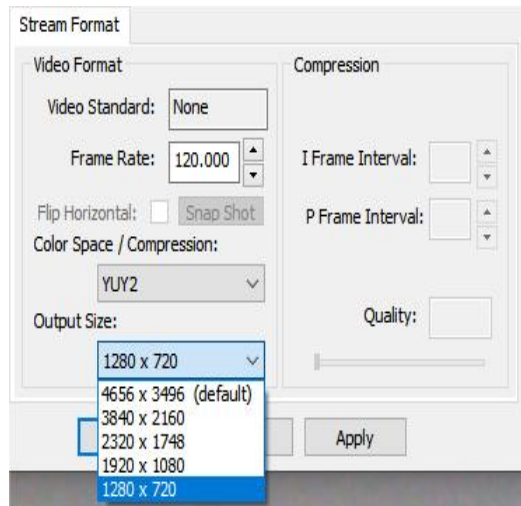 Stream Format
Video Format
Video Standard: None
Frame Rate: 120.000
Flip Horizontal: Snap Shot
Color Space / Compression:
YUY2
Output Size:
1280 x 720
4656 x 3496 (default)
3840 x 2160
2320 x 1748
1920 x 1080
1280 x 720
Compression
I Frame Interval:
P Frame Interval:
Quality:
Apply